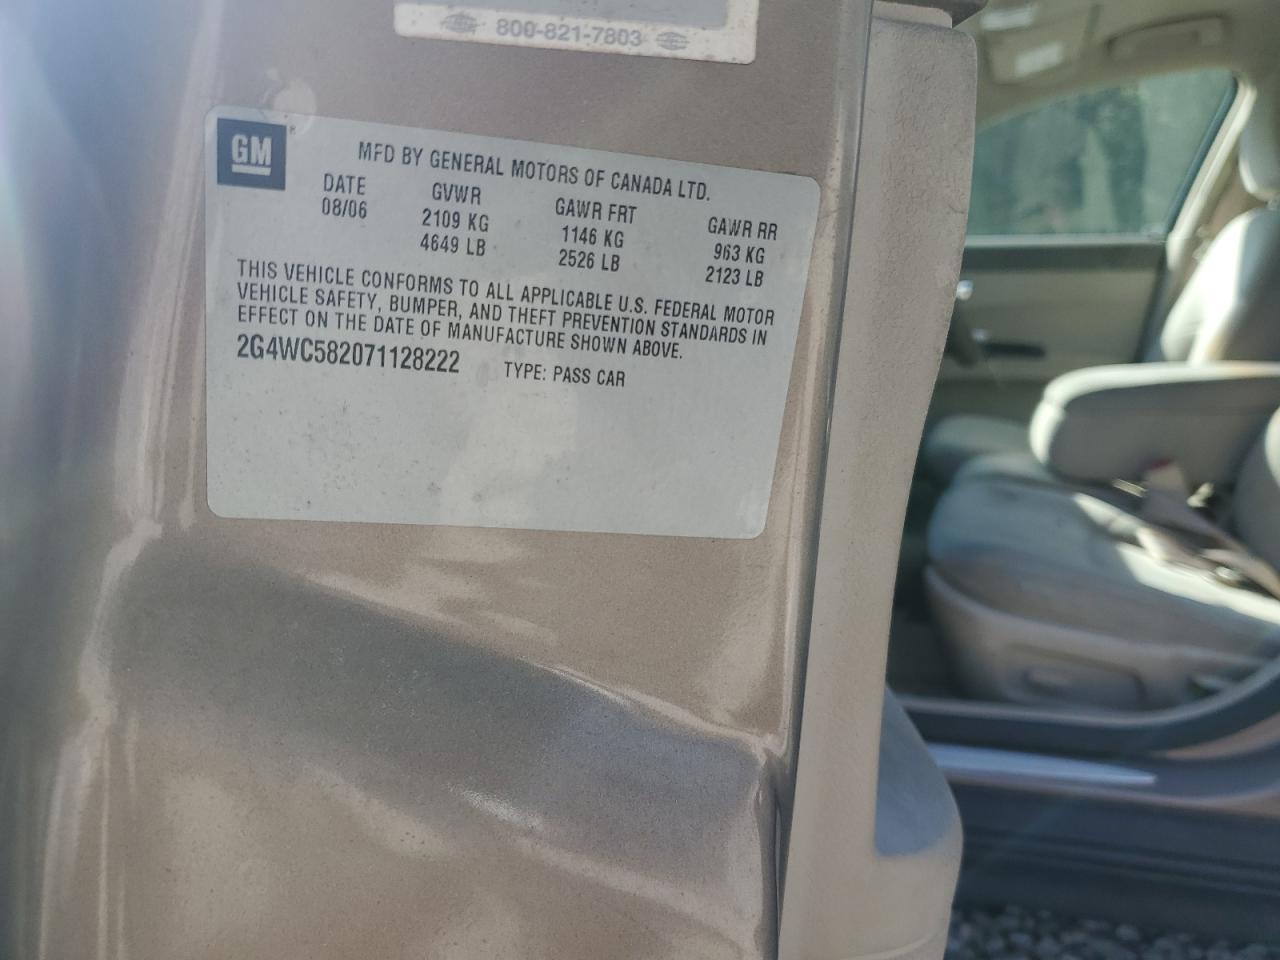 800-821-7803
GM
MFD BY GENERAL MOTORS OF CANADA LTD.
DATE GVWR GAWR FRT GAWR RR
08/06 2109 KG 1146 KG 963 KG
4649 LB 2526 LB 2123 LB
THIS VEHICLE CONFORMS TO ALL APPLICABLE U.S. FEDERAL MOTOR
VEHICLE SAFETY, BUMPER, AND THEFT PREVENTION STANDARDS IN
EFFECT ON THE DATE OF MANUFACTURE SHOWN ABOVE.
2G4WC582071128222 TYPE: PASS CAR